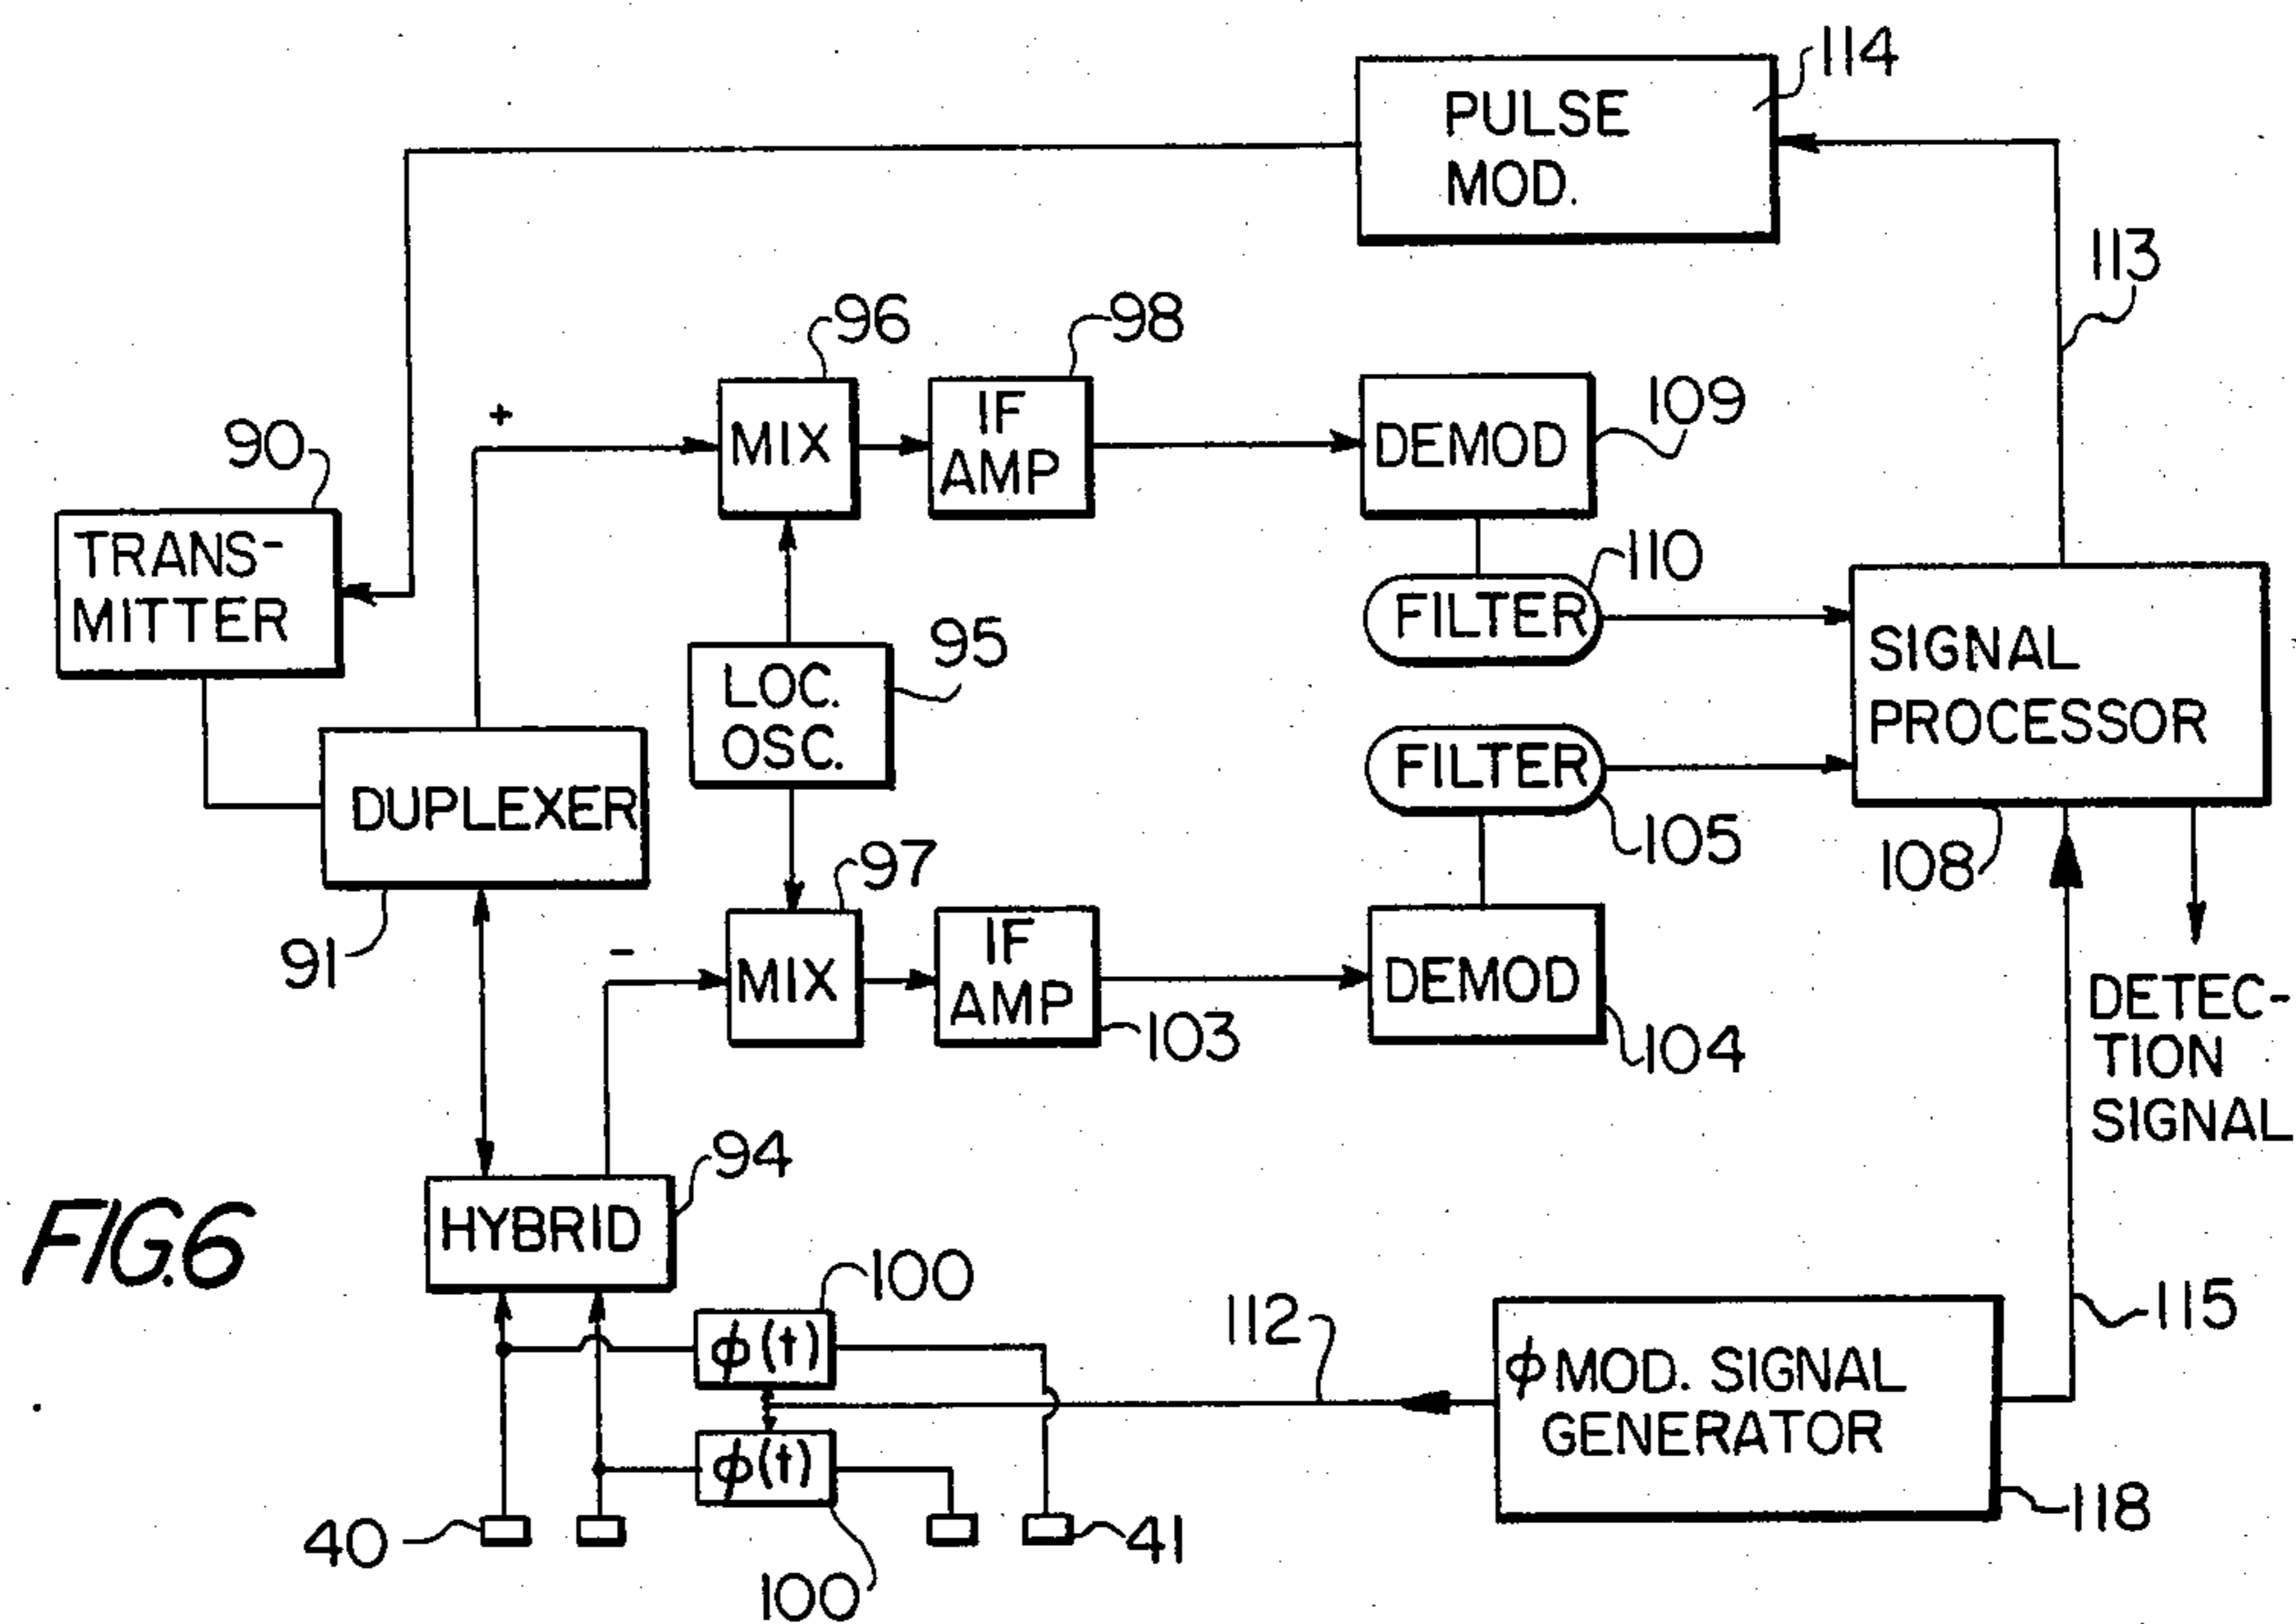 114
PULSE
MOD.
113
96
98
+
MIX
IF
AMP
DEMOD
109
90
TRANS-
MITTER
110
FILTER
95
LOC.
OSC.
SIGNAL
PROCESSOR
DUPLEXER
FILTER
105
108
97
91
-
MIX
IF
AMP
103
DEMOD
104
DETEC-
TION
SIGNAL
94
HYBRID
FIG.6
100
ϕ(t)
112
115
ϕ MOD. SIGNAL
GENERATOR
ϕ(t)
118
40
41
100